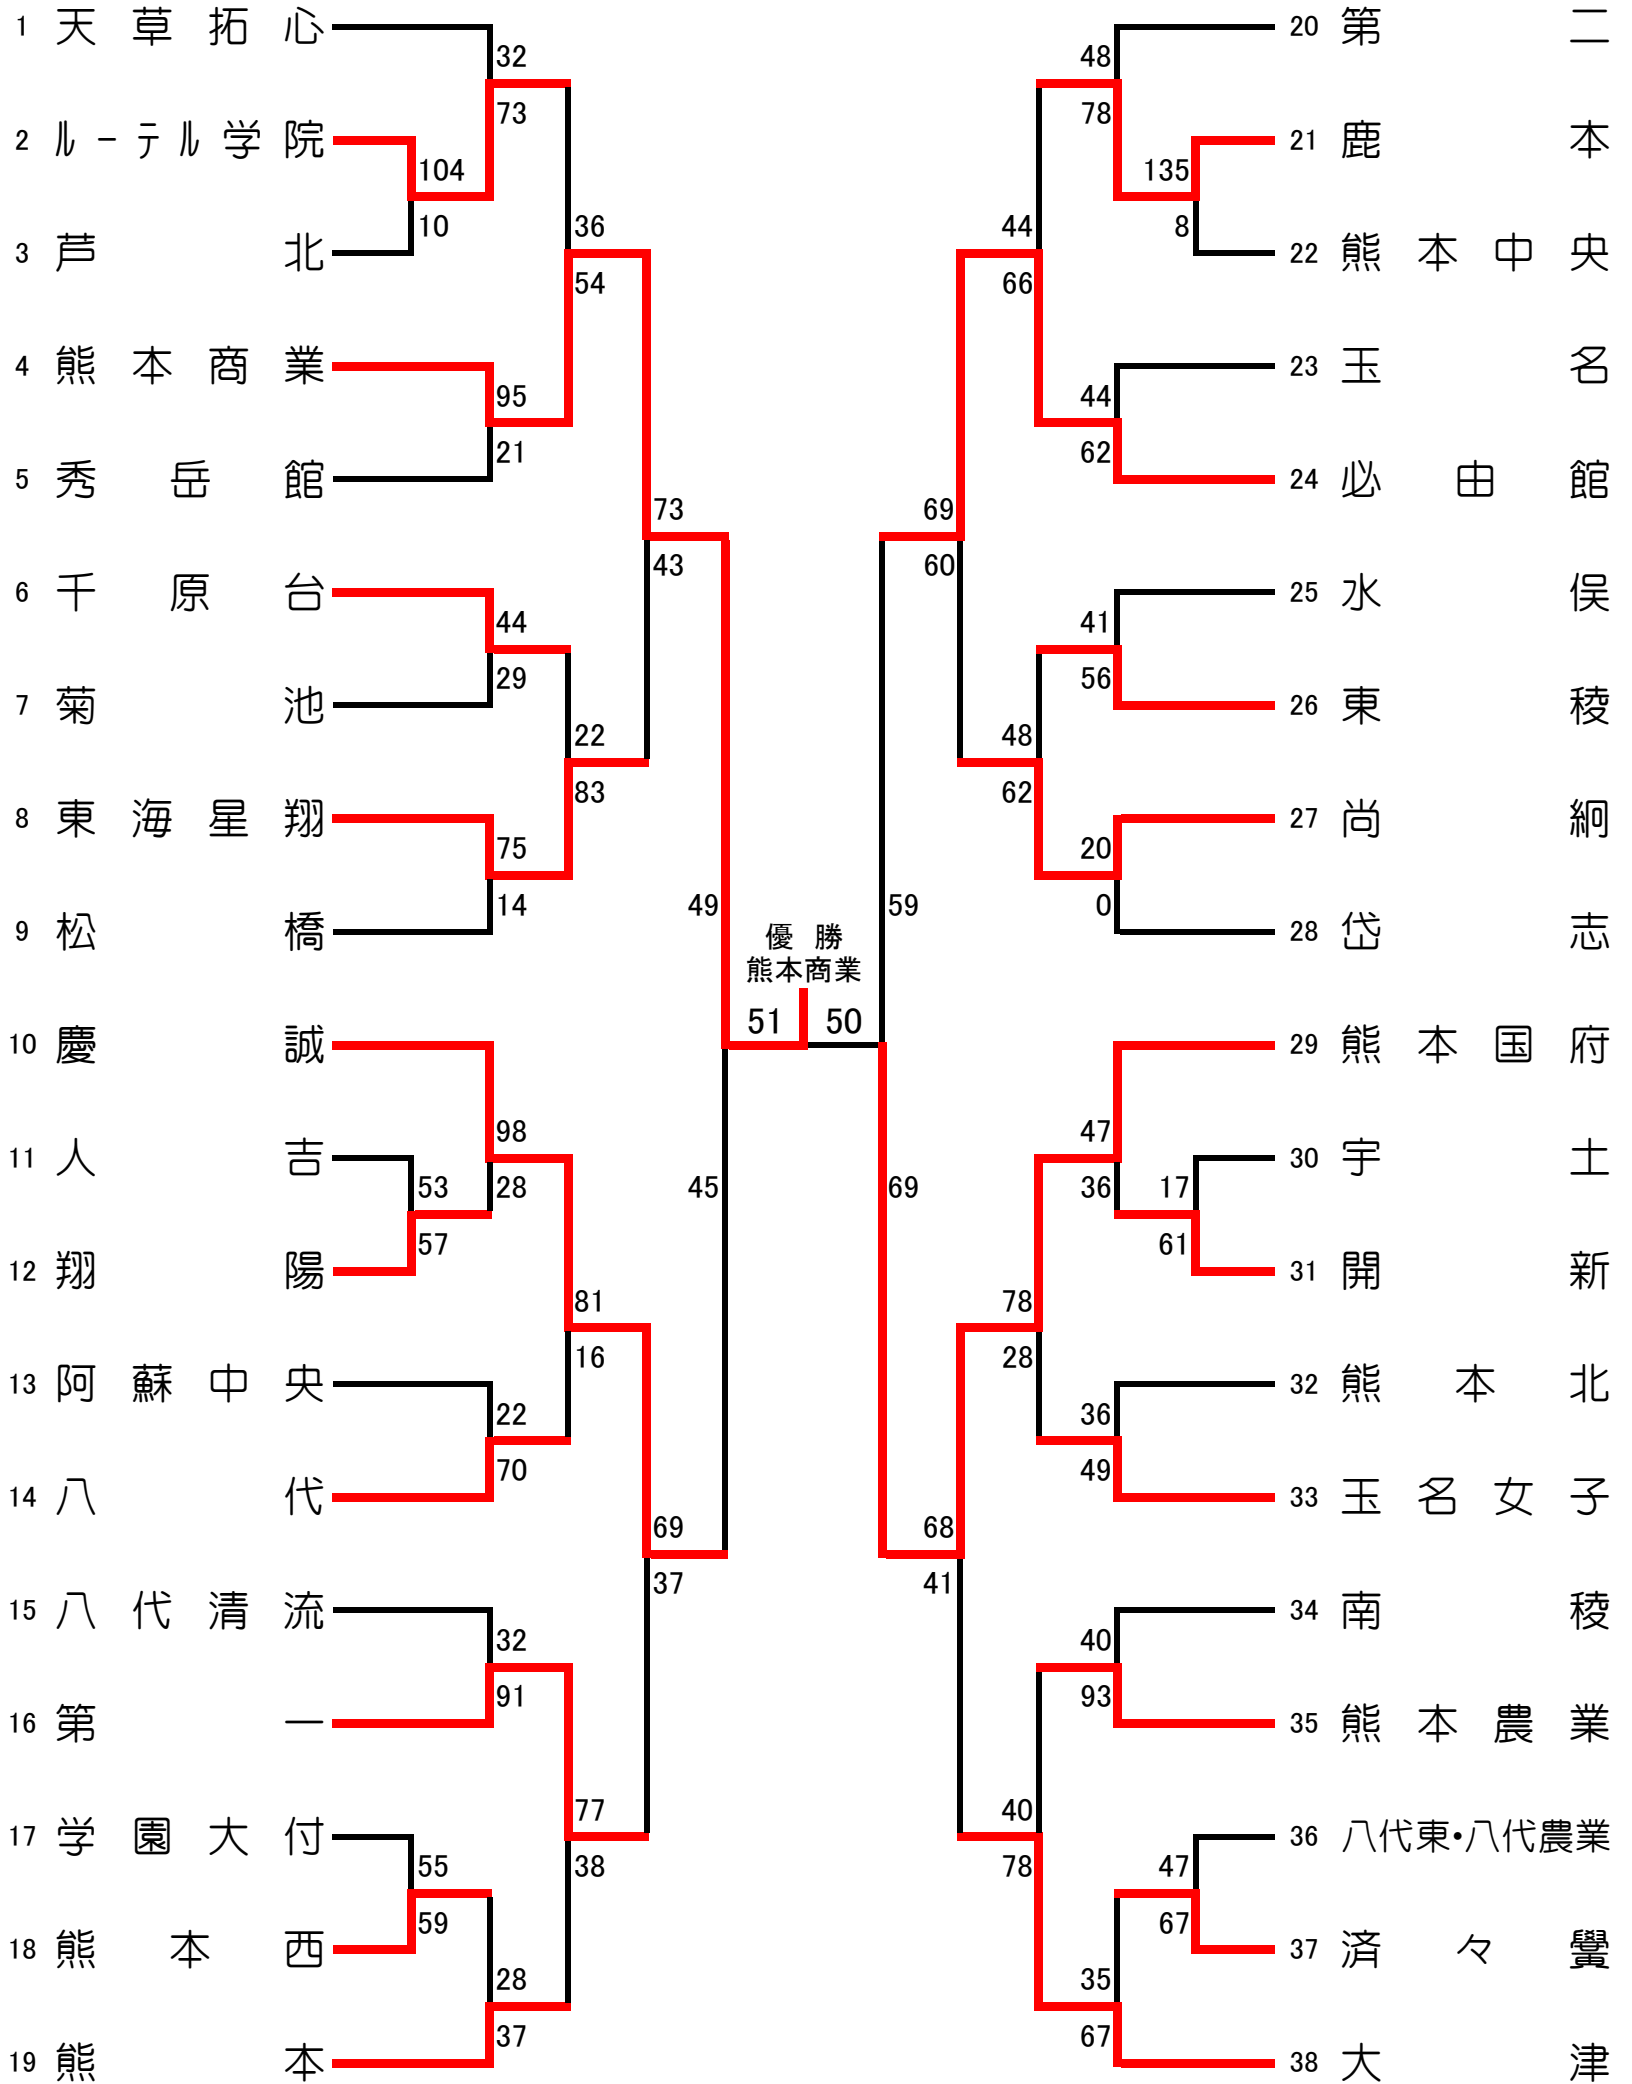 1 天草拓心
32
73
2 ルーテル学院
104
10
3 芦北
36
54
4 熊本商業
95
21
5 秀岳館
73
43
6 千原台
44
29
7 菊池
22
83
8 東海星翔
75
14
9 松橋
49
45
10 慶誠
98
28
11 人吉
53
57
12 翔陽
81
16
13 阿蘇中央
22
70
14 八代
69
37
15 八代清流
32
91
16 第一
77
38
17 学園大付
55
59
18 熊本西
28
37
19 熊本
優勝
熊本商業
51 50
20 第二
48
78
21 鹿本
135
8
22 熊本中央
44
66
23 玉名
44
62
24 必由館
69
60
25 水俣
41
56
26 東稜
48
62
27 尚絅
20
0
28 岱志
59
69
29 熊本国府
47
36
30 宇土
17
61
31 開新
78
28
32 熊本北
36
49
33 玉名女子
68
41
34 南稜
40
93
35 熊本農業
40
78
36 八代東・八代農業
47
67
37 済々黌
35
67
38 大津